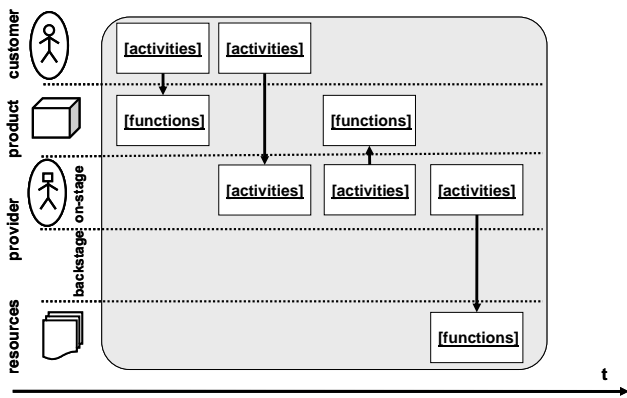 customer
[activities] [activities]
product
[functions] [functions]
provider
on-stage
[activities] [activities] [activities]
backstage
resources
[functions]
t